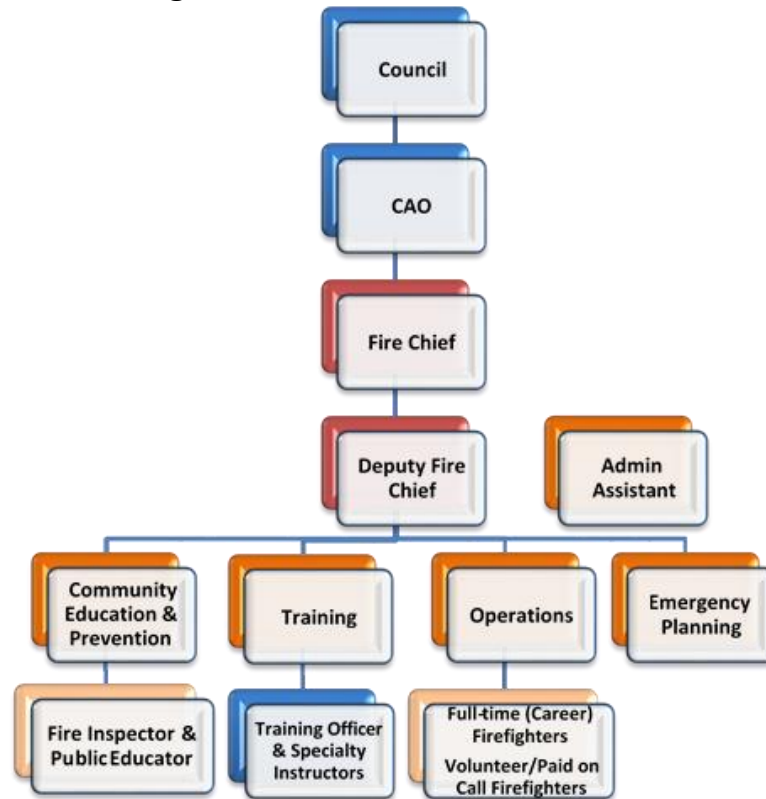 Council
CAO
Fire Chief
Deputy Fire
Chief
Admin
Assistant
Community
Education &
Prevention
Training
Operations
Emergency
Planning
Fire Inspector &
Public Educator
Training Officer
& Specialty
Instructors
Full-time (Career)
Firefighters
Volunteer/Paid on
Call Firefighters